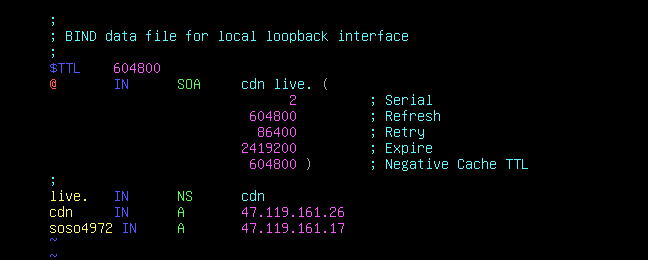 ;
; BIND data file for local loopback interface
;
$TTL 604800
@ IN SOA cdn live. (
2 ; Serial
604800 ; Refresh
86400 ; Retry
2419200 ; Expire
604800 ) ; Negative Cache TTL
;
live. IN NS cdn
cdn IN A 47.119.161.26
soso4972 IN A 47.119.161.17
~
~